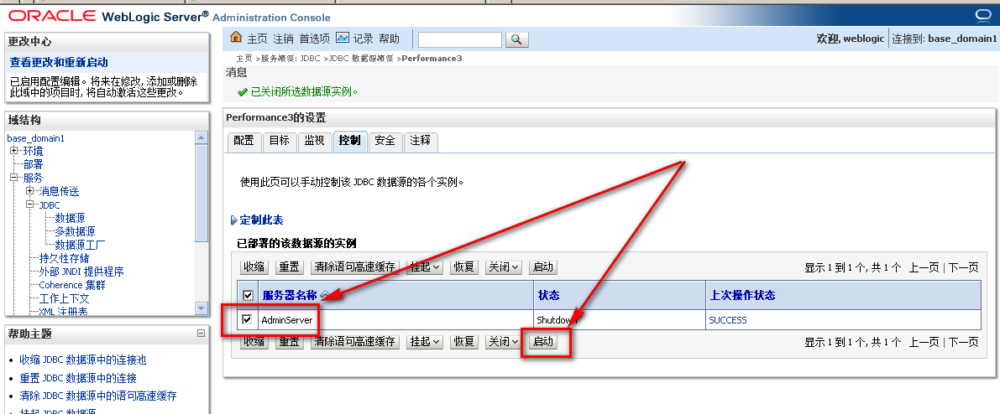 ORACLE WebLogic Server® Administration Console
更改中心
查看更改和重新启动
已启用配置编辑。将来在修改, 添加或删除
此域中的项目时, 将自动激活这些更改。
域结构
base_domain1
环境
部署
服务
消息传送
JDBC
数据源
多数据源
数据源工厂
持久性存储
外部 JNDI 提供程序
Coherence 集群
工作上下文
XML 注册表
帮助主题
收缩 JDBC 数据源中的连接池
重置 JDBC 数据源中的连接
清除 JDBC 数据源中的语句高速缓存
挂起 JDBC 数据源
主页 注销 首选项 记录 帮助
欢迎, weblogic 连接到: base_domain1
主页 >服务概要: JDBC >JDBC 数据源概要 >Performance3
消息
已关闭所选数据源实例。
Performance3的设置
配置 目标 监视 控制 安全 注释
使用此页可以手动控制该 JDBC 数据源的各个实例。
定制此表
已部署的该数据源的实例
收缩 重置 清除语句高速缓存 挂起 恢复 关闭 启动 显示 1 到 1 个, 共 1 个 上一页 | 下一页
服务器名称 状态 上次操作状态
AdminServer Shutdown SUCCESS
收缩 重置 清除语句高速缓存 挂起 恢复 关闭 启动 显示 1 到 1 个, 共 1 个 上一页 | 下一页